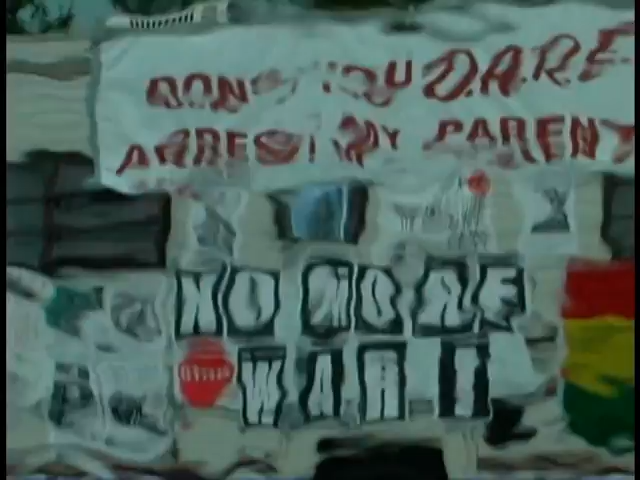 DON'T YOU D.A.R.E
ARREST MY PARENT
NO MORE
STOP
WAR!